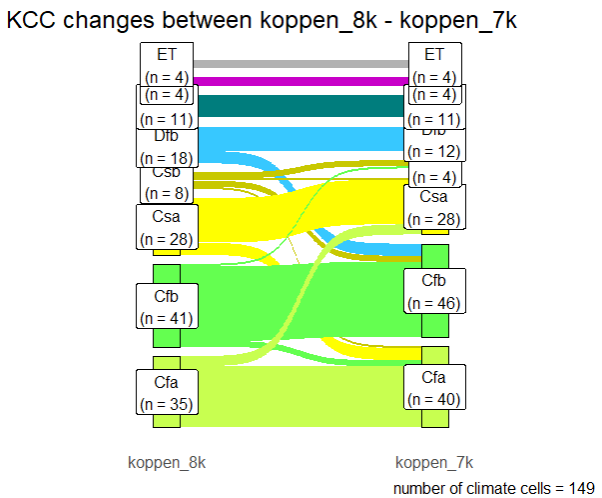 KCC changes between koppen_8k - koppen_7k
ET
(n = 4)
(n = 4)
(n = 11)
Dfb
(n = 18)
Csb
(n = 8)
Csa
(n = 28)
Cfb
(n = 41)
Cfa
(n = 35)
ET
(n = 4)
(n = 4)
(n = 11)
Dfb
(n = 12)
(n = 4)
Csa
(n = 28)
Cfb
(n = 46)
Cfa
(n = 40)
koppen_8k
koppen_7k
number of climate cells = 149